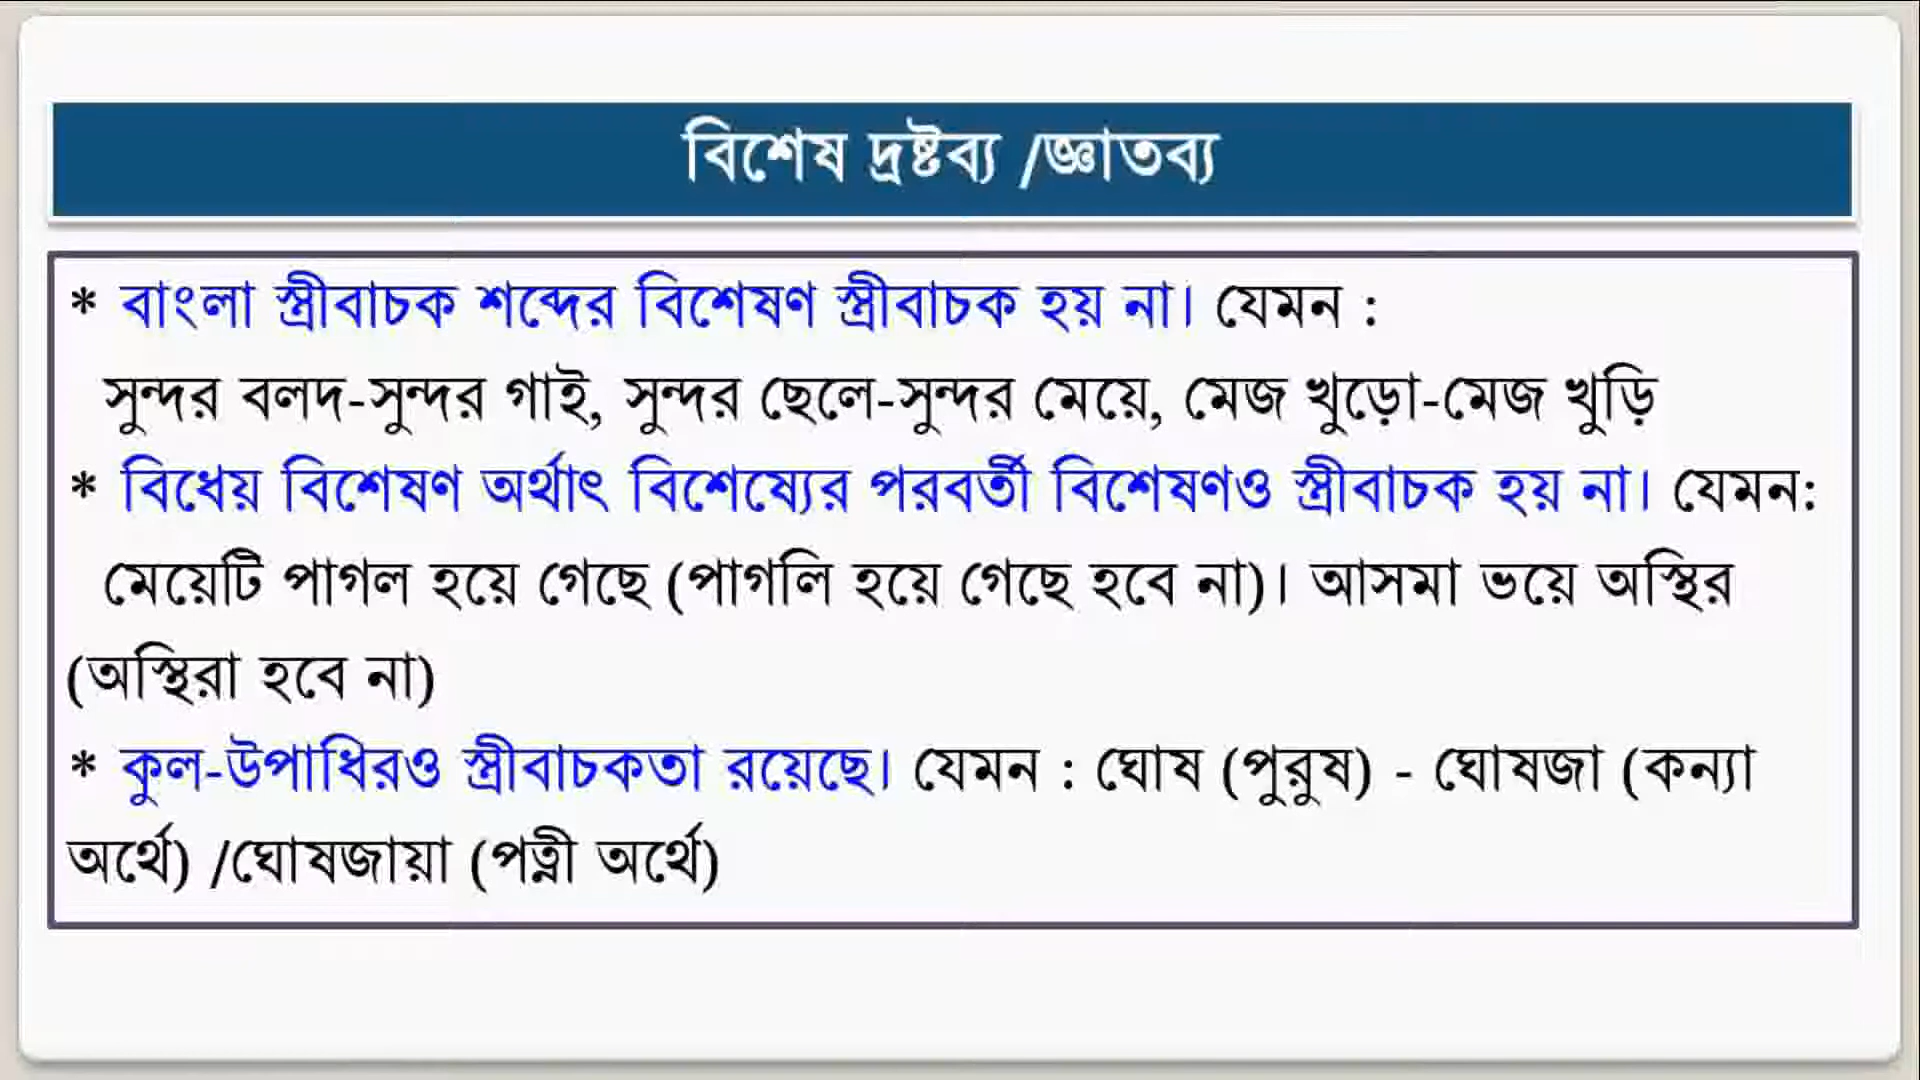 বিশেষ দ্রষ্টব্য /জ্ঞাতব্য
* বাংলা স্ত্রীবাচক শব্দের বিশেষণ স্ত্রীবাচক হয় না। যেমন :
সুন্দর বলদ-সুন্দর গাই, সুন্দর ছেলে-সুন্দর মেয়ে, মেজ খুড়ো-মেজ খুড়ি
* বিধেয় বিশেষণ অর্থাৎ বিশেষ্যের পরবর্তী বিশেষণও স্ত্রীবাচক হয় না। যেমন:
মেয়েটি পাগল হয়ে গেছে (পাগলি হয়ে গেছে হবে না)। আসমা ভয়ে অস্থির
(অস্থিরা হবে না)
* কুল-উপাধিরও স্ত্রীবাচকতা রয়েছে। যেমন : ঘোষ (পুরুষ) - ঘোষজা (কন্যা
অর্থে) /ঘোষজায়া (পত্নী অর্থে)